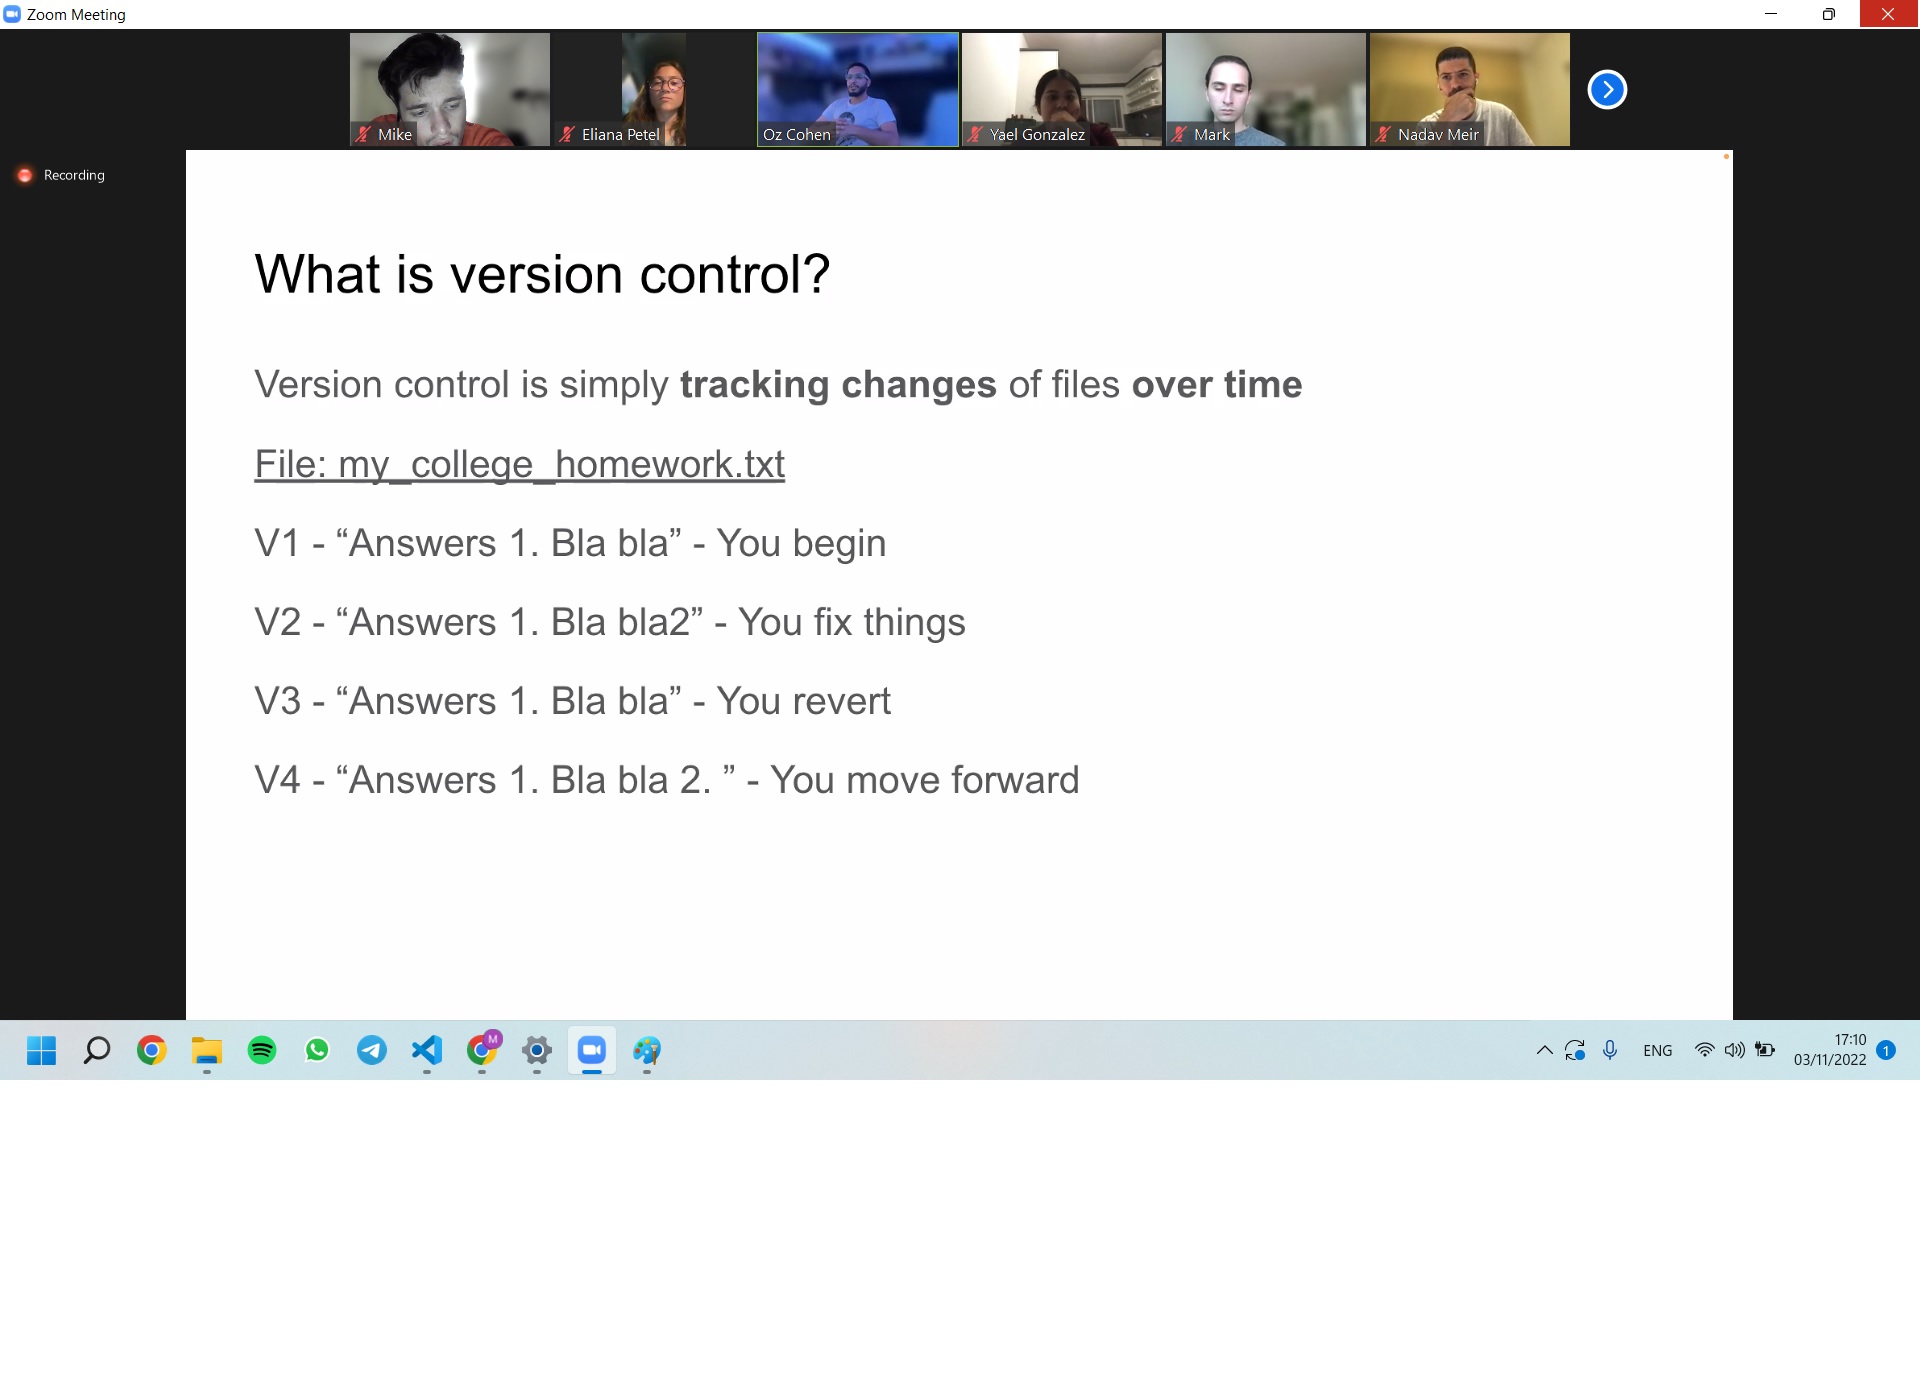 Zoom Meeting
Mike
Eliana Petel
Oz Cohen
Yael Gonzalez
Mark
Nadav Meir
Recording
What is version control?
Version control is simply tracking changes of files over time
File: my_college_homework.txt
V1 - “Answers 1. Bla bla” - You begin
V2 - “Answers 1. Bla bla2” - You fix things
V3 - “Answers 1. Bla bla” - You revert
V4 - “Answers 1. Bla bla 2. ” - You move forward
M
ENG
17:10
03/11/2022
1